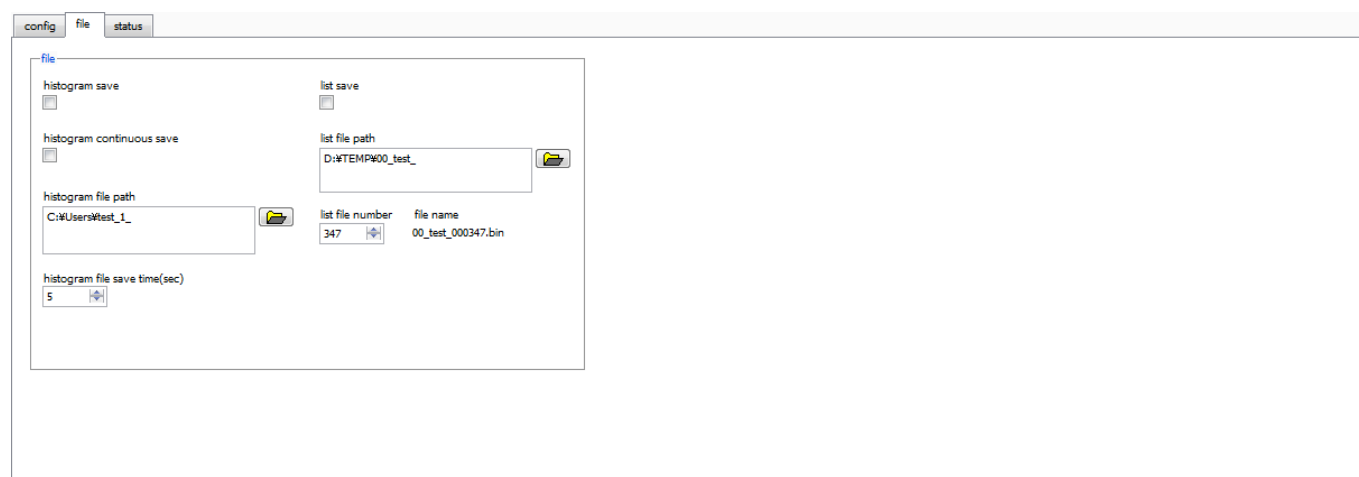 config file status
file
histogram save
list save
histogram continuous save
list file path
D:¥TEMP¥00_test_
histogram file path
C:¥Users¥test_1_
list file number file name
347 00_test_000347.bin
histogram file save time(sec)
5